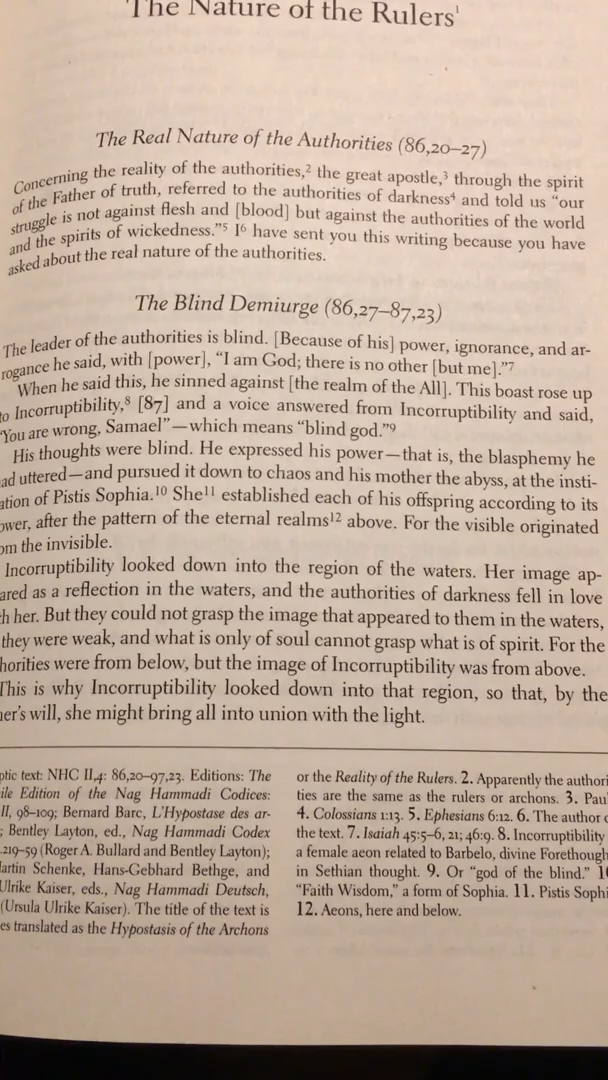 The Nature of the Rulers¹
The Real Nature of the Authorities (86,20–27)
Concerning the reality of the authorities,² the great apostle,³ through the spirit
of the Father of truth, referred to the authorities of darkness⁴ and told us “our
struggle is not against flesh and [blood] but against the authorities of the world
and the spirits of wickedness.”⁵ I⁶ have sent you this writing because you have
asked about the real nature of the authorities.
The Blind Demiurge (86,27–87,23)
The leader of the authorities is blind. [Because of his] power, ignorance, and ar-
rogance he said, with [power], “I am God; there is no other [but me].”⁷
When he said this, he sinned against [the realm of the All]. This boast rose up
to Incorruptibility,⁸ [87] and a voice answered from Incorruptibility and said,
“You are wrong, Samael”—which means “blind god.”⁹
His thoughts were blind. He expressed his power—that is, the blasphemy he
ad uttered—and pursued it down to chaos and his mother the abyss, at the insti-
ation of Pistis Sophia.¹⁰ She¹¹ established each of his offspring according to its
ower, after the pattern of the eternal realms¹² above. For the visible originated
om the invisible.
Incorruptibility looked down into the region of the waters. Her image ap-
ared as a reflection in the waters, and the authorities of darkness fell in love
h her. But they could not grasp the image that appeared to them in the waters,
they were weak, and what is only of soul cannot grasp what is of spirit. For the
horities were from below, but the image of Incorruptibility was from above.
This is why Incorruptibility looked down into that region, so that, by the
her’s will, she might bring all into union with the light.
ptic text: NHC II,4: 86,20–97,23. Editions: The
ile Edition of the Nag Hammadi Codices:
II, 98–109; Bernard Barc, L’Hypostase des ar-
; Bentley Layton, ed., Nag Hammadi Codex
.219–59 (Roger A. Bullard and Bentley Layton);
artin Schenke, Hans-Gebhard Bethge, and
Ulrike Kaiser, eds., Nag Hammadi Deutsch,
(Ursula Ulrike Kaiser). The title of the text is
es translated as the Hypostasis of the Archons
or the Reality of the Rulers. 2. Apparently the authori
ties are the same as the rulers or archons. 3. Pau
4. Colossians 1:13. 5. Ephesians 6:12. 6. The author o
the text. 7. Isaiah 45:5–6, 21; 46:9. 8. Incorruptibility
a female aeon related to Barbelo, divine Forethough
in Sethian thought. 9. Or “god of the blind.” 1
“Faith Wisdom,” a form of Sophia. 11. Pistis Sophi
12. Aeons, here and below.